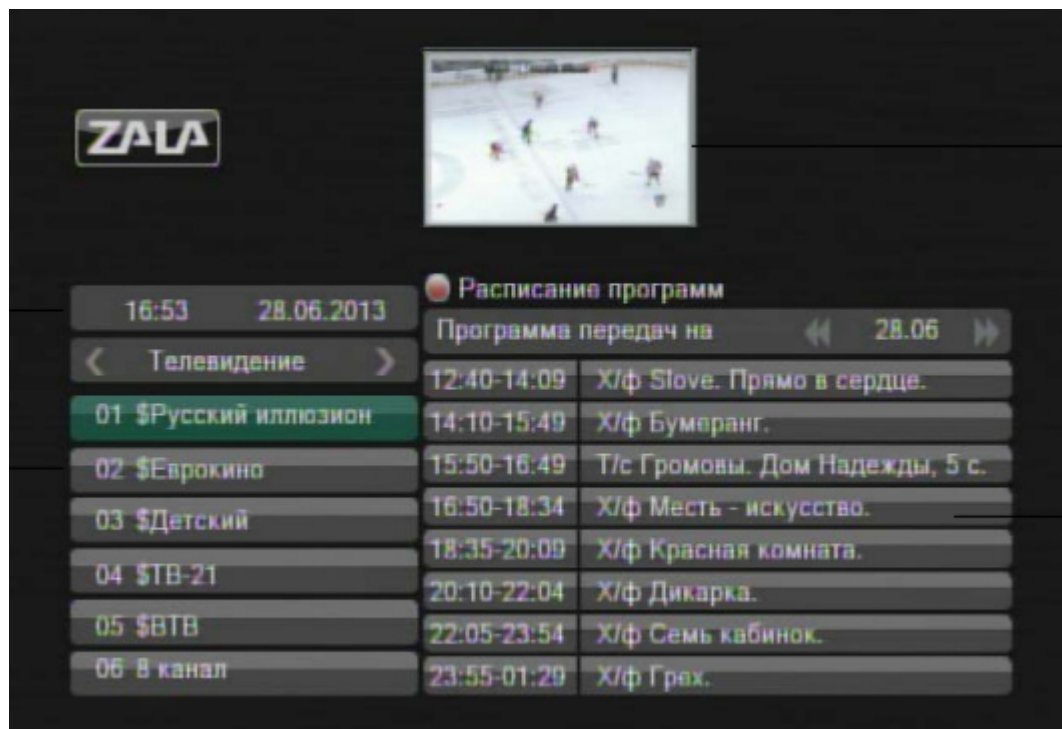 ZALA
16:53 28.06.2013
Телевидение
01 $Русский иллюзион
02 $Еврокино
03 $Детский
04 $ТВ-21
05 $ВТВ
06 8 канал
Расписание программ
Программа передач на 28.06
12:40-14:09 Х/ф Slove. Прямо в сердце.
14:10-15:49 Х/ф Бумеранг.
15:50-16:49 Т/с Громовы. Дом Надежды, 5 с.
16:50-18:34 Х/ф Месть - искусство.
18:35-20:09 Х/ф Красная комната.
20:10-22:04 Х/ф Дикарка.
22:05-23:54 Х/ф Семь кабинок.
23:55-01:29 Х/ф Грех.